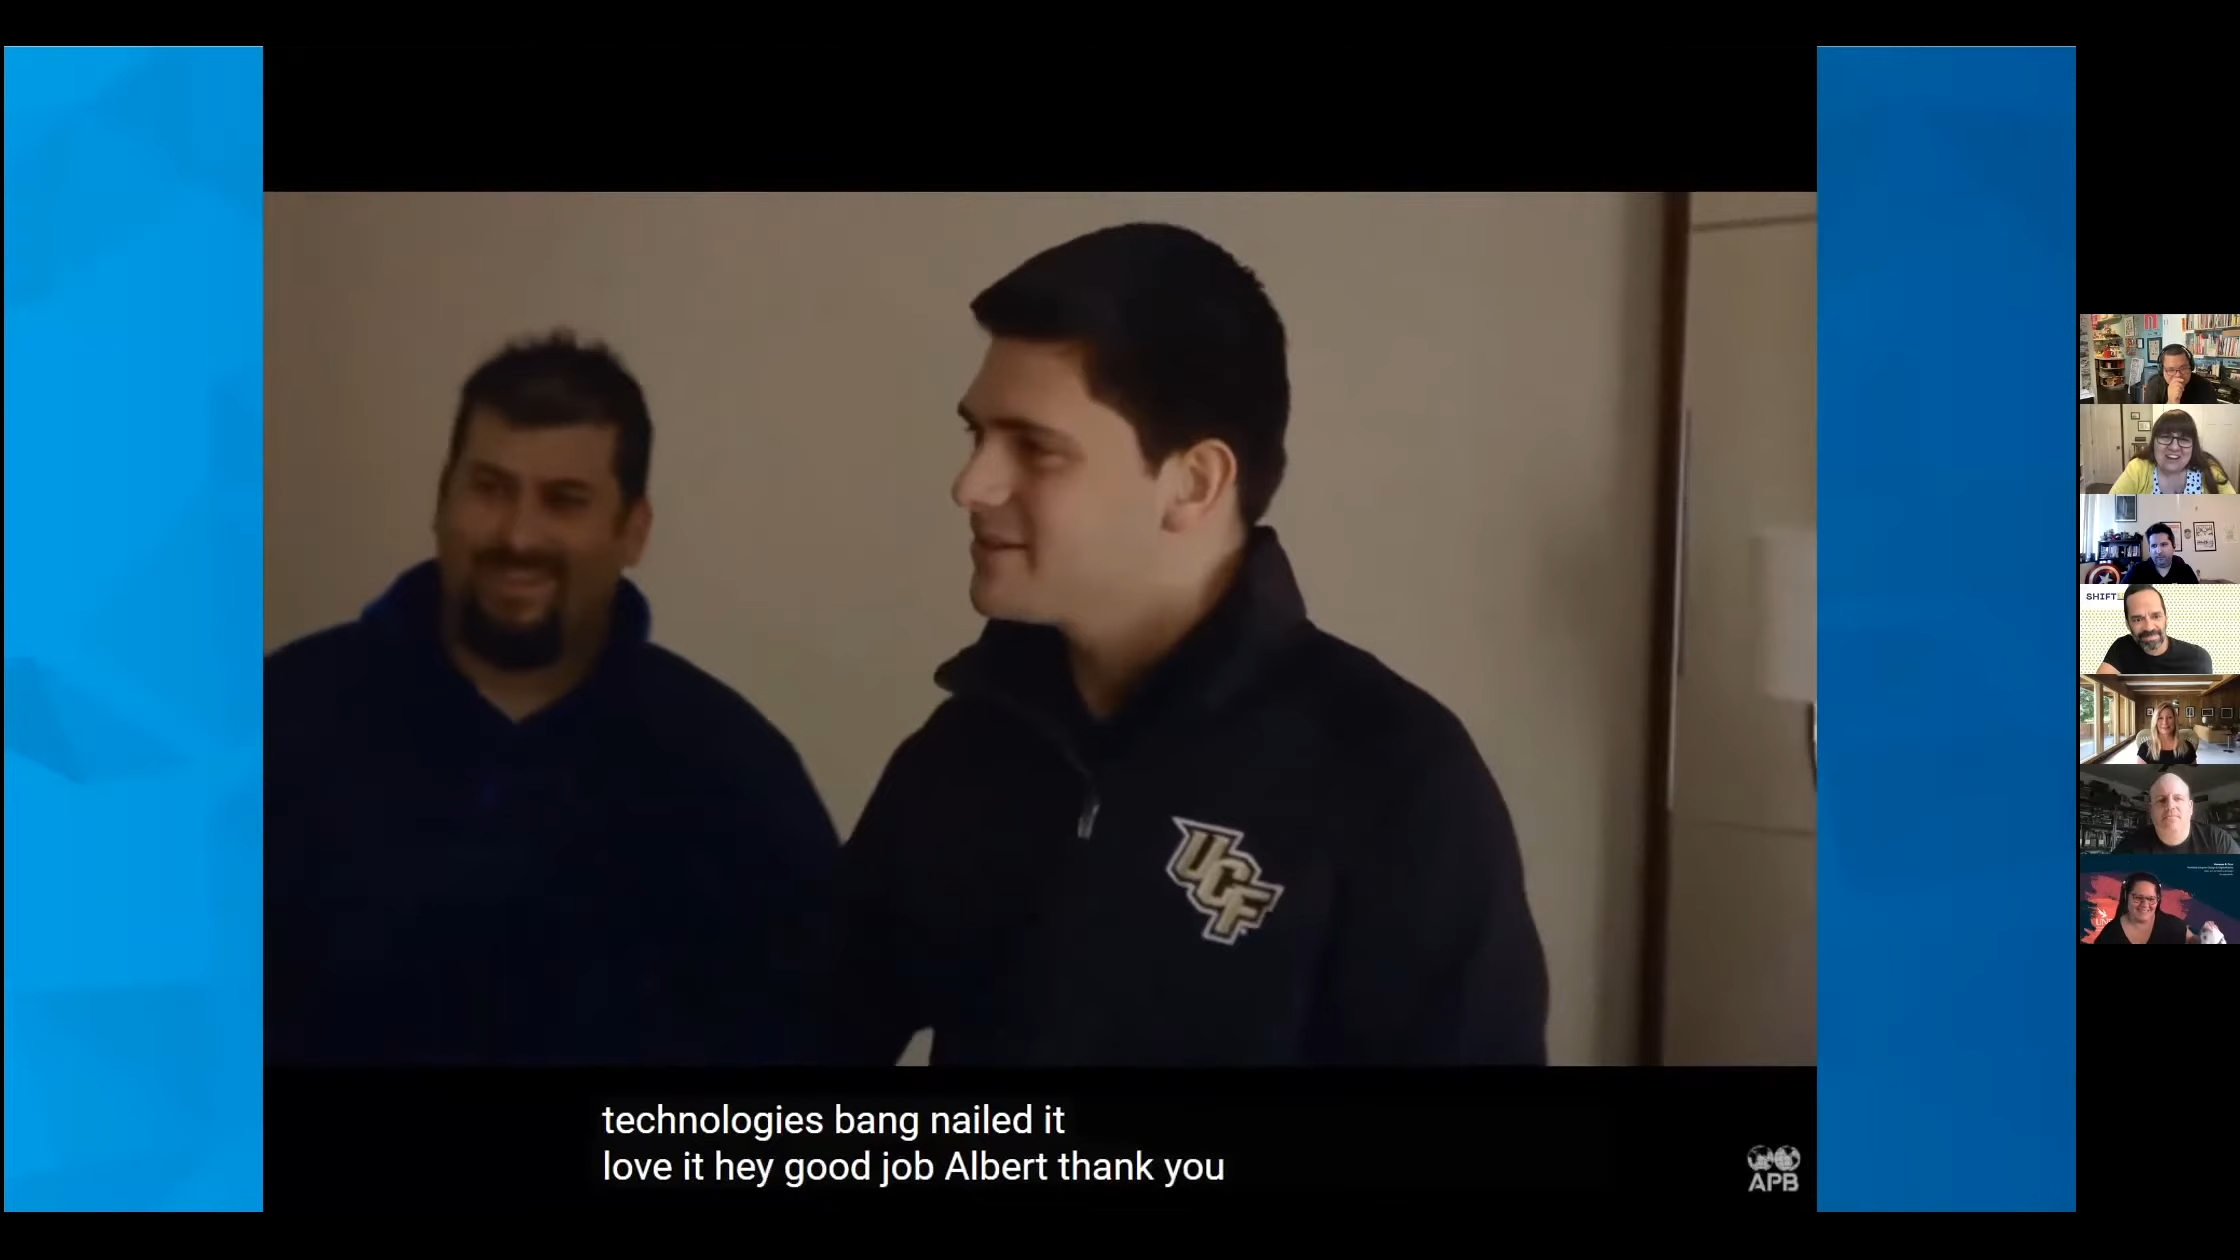 SHIFT
UCF
technologies bang nailed it
love it hey good job Albert thank you
APB